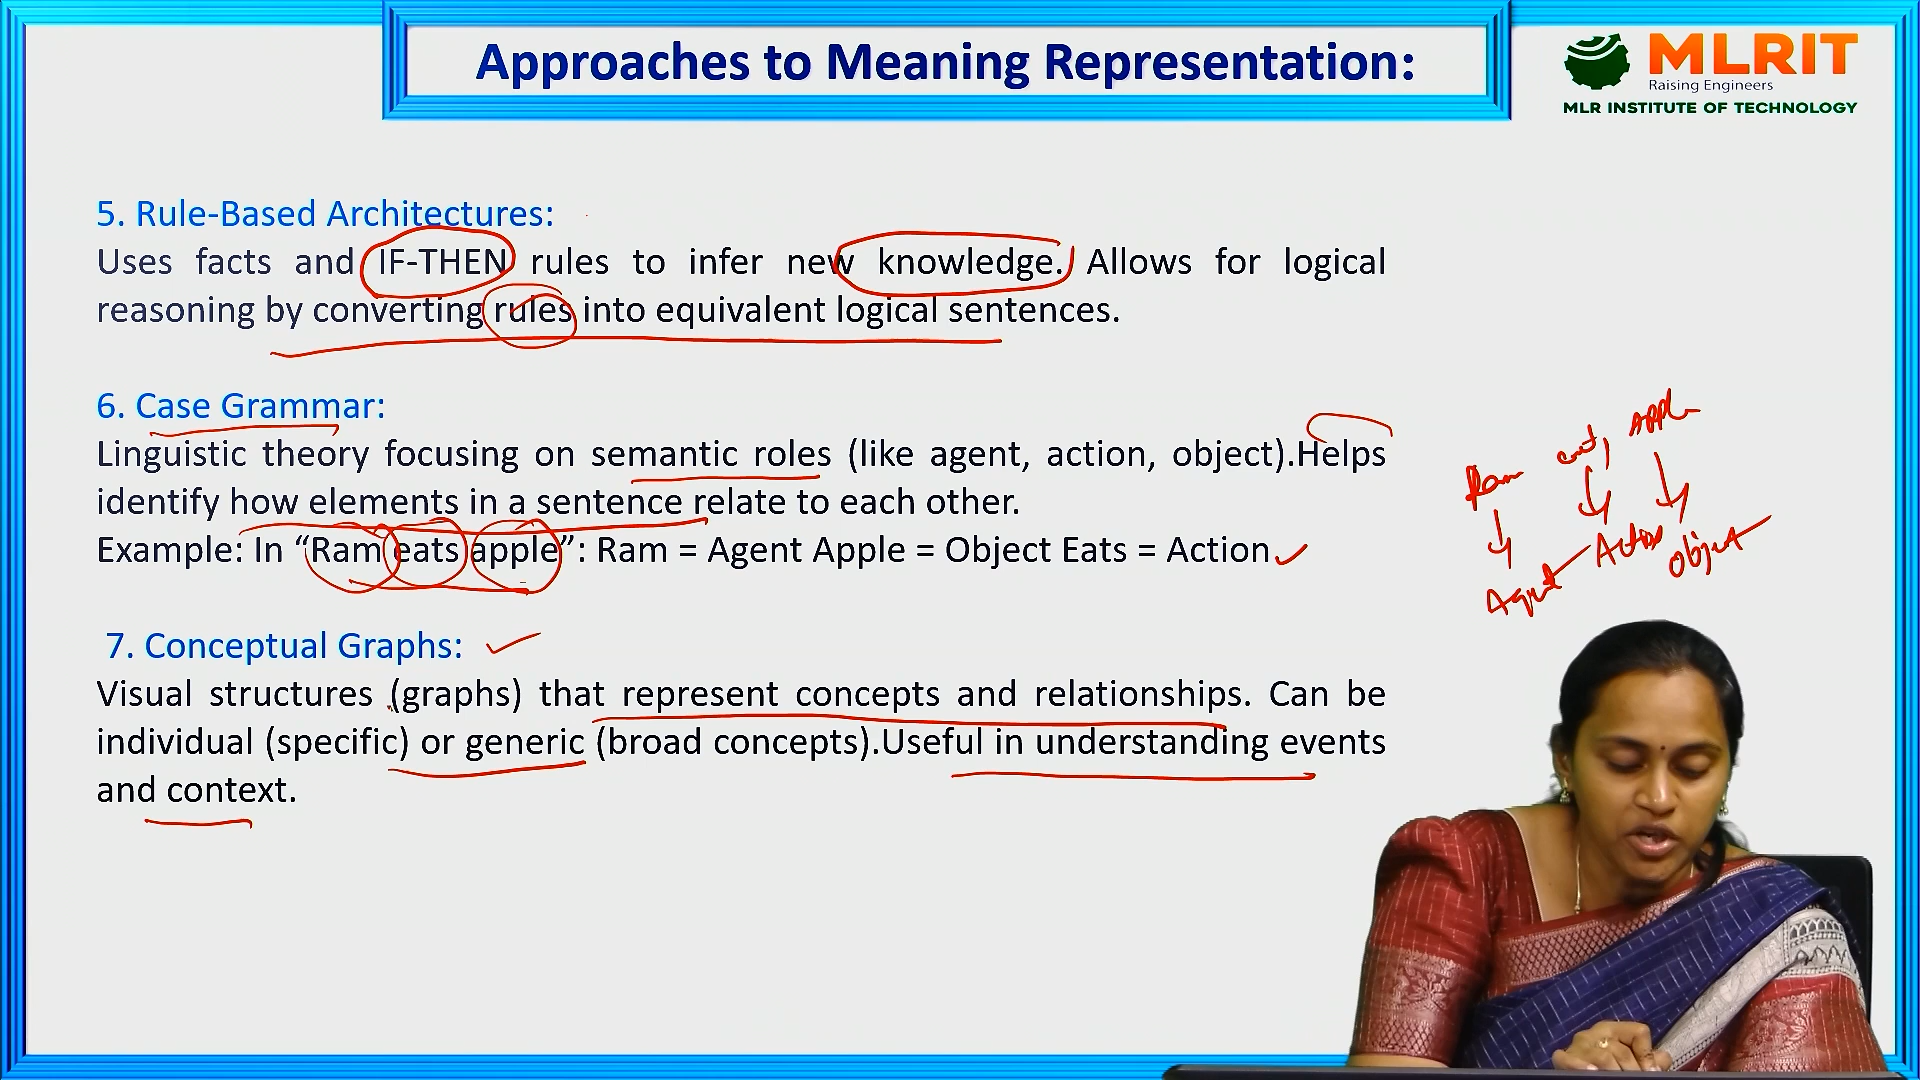 Approaches to Meaning Representation:
MLRIT
Raising Engineers
MLR INSTITUTE OF TECHNOLOGY
5. Rule-Based Architectures:
Uses facts and IF-THEN rules to infer new knowledge. Allows for logical
reasoning by converting rules into equivalent logical sentences.
6. Case Grammar:
Linguistic theory focusing on semantic roles (like agent, action, object).Helps
identify how elements in a sentence relate to each other.
Example: In “Ram eats apple”: Ram = Agent Apple = Object Eats = Action
7. Conceptual Graphs:
Visual structures (graphs) that represent concepts and relationships. Can be
individual (specific) or generic (broad concepts).Useful in understanding events
and context.
Ram
Agent Action Object